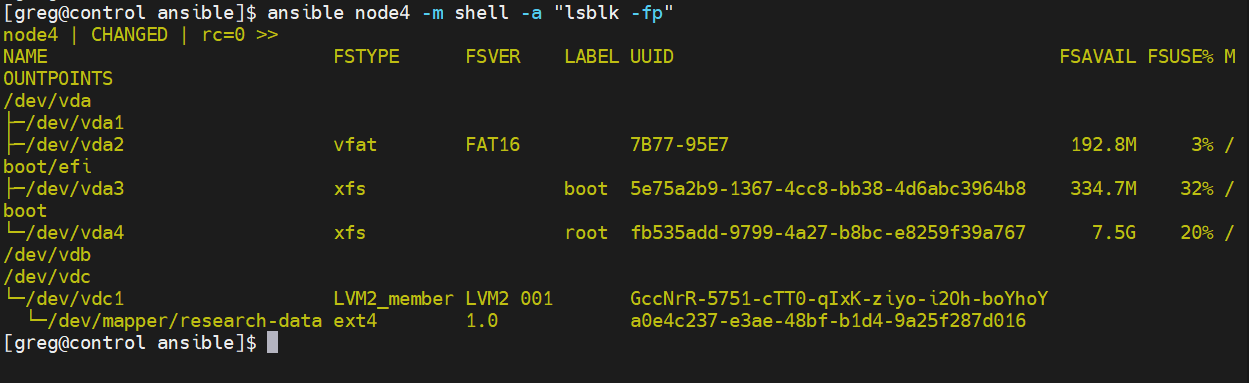 [greg@control ansible]$ ansible node4 -m shell -a "lsblk -fp"
node4 | CHANGED | rc=0 >>
NAME                          FSTYPE      FSVER    LABEL UUID                                   FSAVAIL FSUSE% M
OUNTPOINTS
/dev/vda
├─/dev/vda1
├─/dev/vda2                   vfat        FAT16          7B77-95E7                               192.8M     3% /
boot/efi
├─/dev/vda3                   xfs                  boot  5e75a2b9-1367-4cc8-bb38-4d6abc3964b8    334.7M    32% /
boot
└─/dev/vda4                   xfs                  root  fb535add-9799-4a27-b8bc-e8259f39a767      7.5G    20% /
/dev/vdb
/dev/vdc
└─/dev/vdc1                   LVM2_member LVM2 001       GccNrR-5751-cTT0-qIxK-ziyo-i2Oh-boYhoY
  └─/dev/mapper/research-data ext4        1.0            a0e4c237-e3ae-48bf-b1d4-9a25f287d016
[greg@control ansible]$